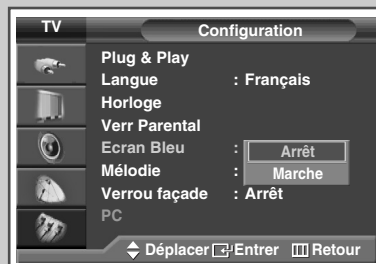 TV Configuration
Plug & Play
Langue : Français
Horloge
Verr Parental
Ecran Bleu : Arrêt
Mélodie : Marche
Verrou façade : Arrêt
PC
Déplacer Entrer Retour